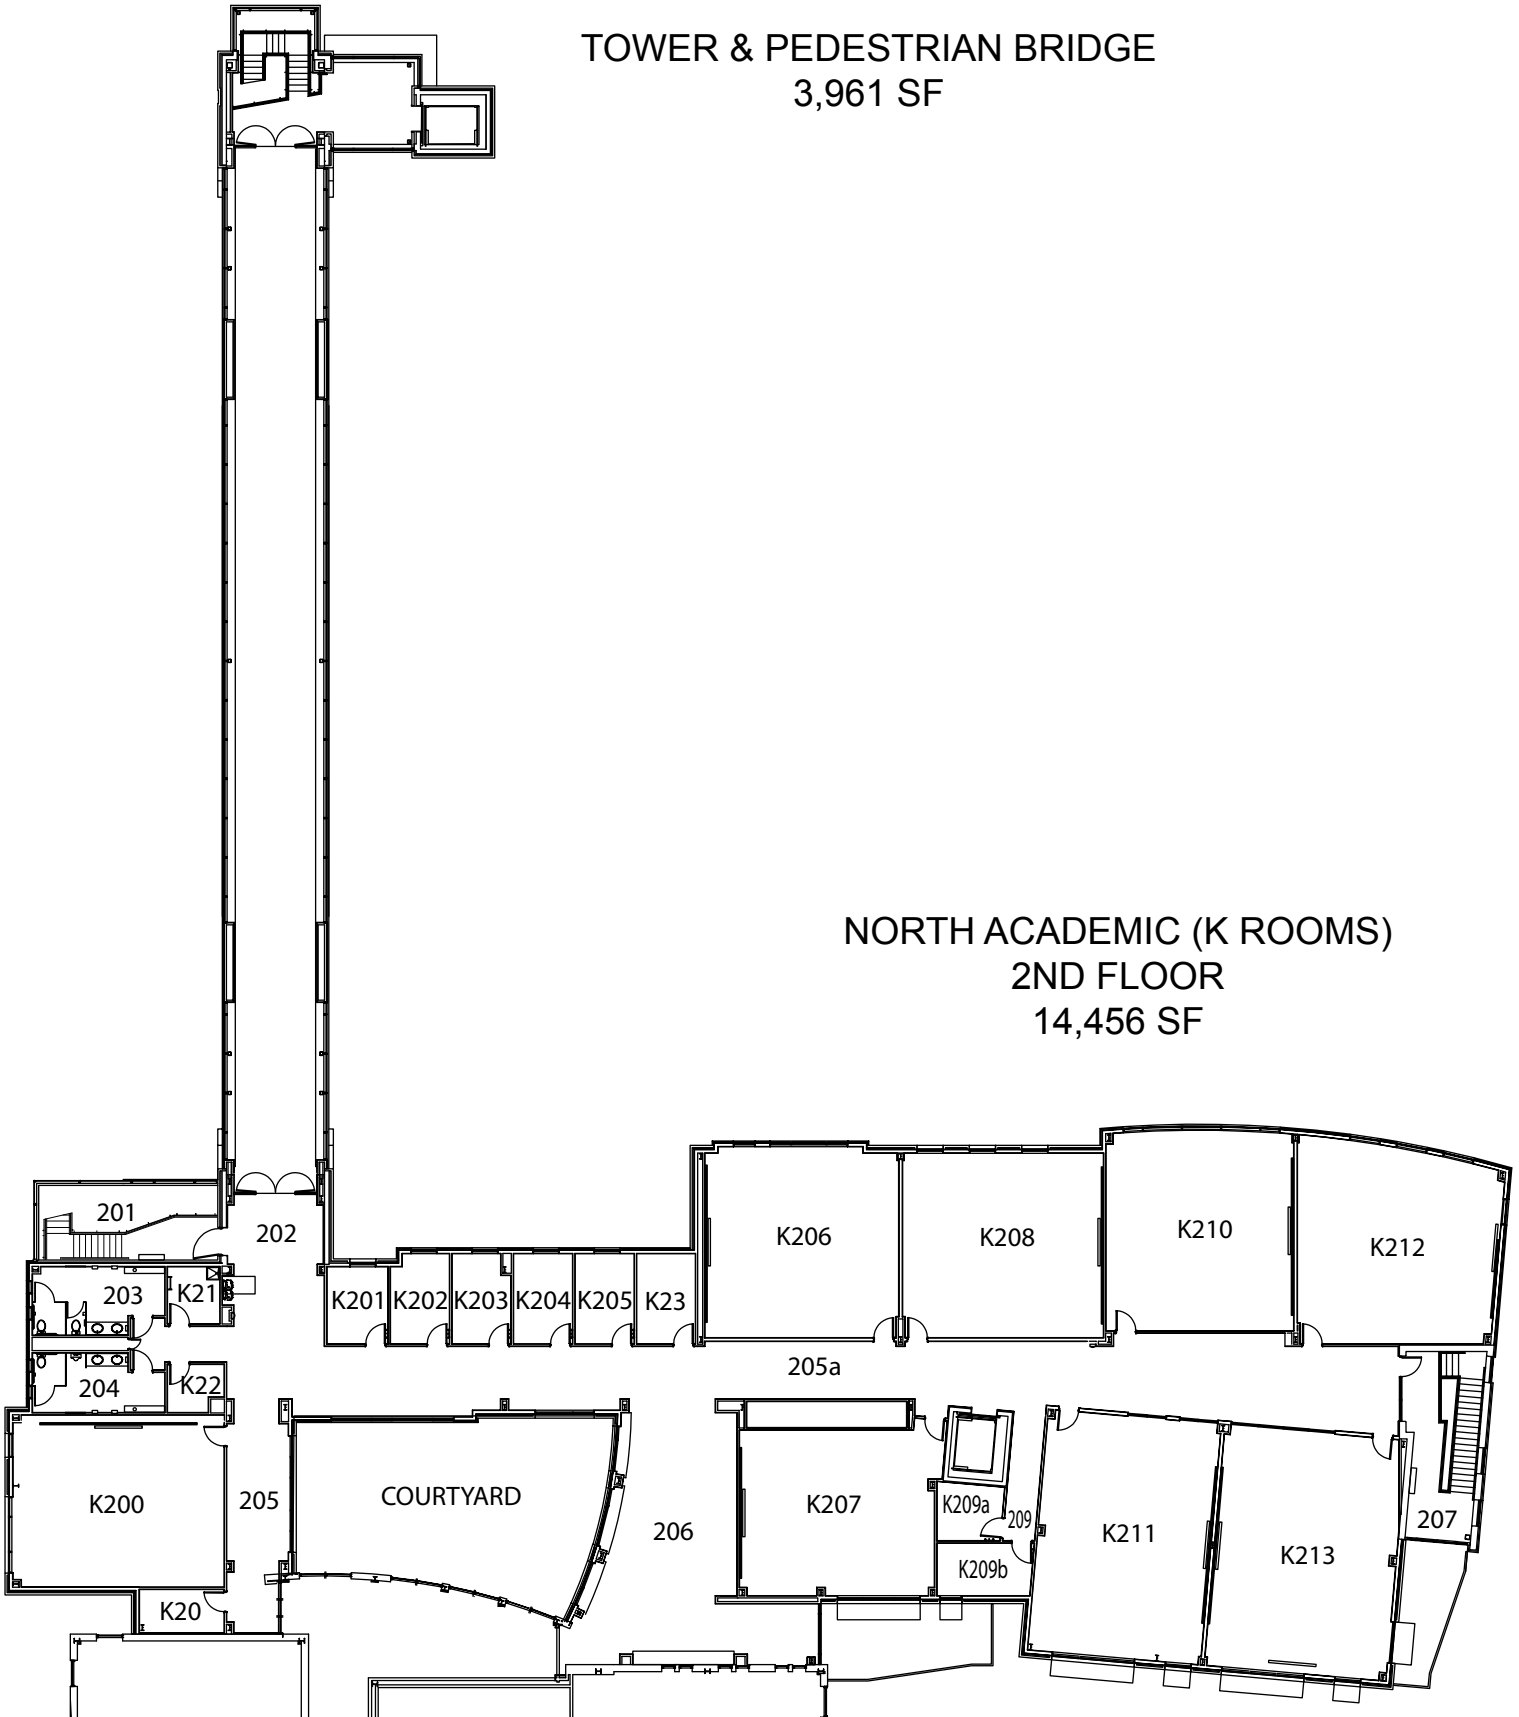 TOWER & PEDESTRIAN BRIDGE
3,961 SF
NORTH ACADEMIC (K ROOMS)
2ND FLOOR
14,456 SF
201
202
K206
K208
K210
K212
203
K21
K201
K202
K203
K204
K205
K23
204
K22
205a
K200
205
COURTYARD
206
K207
K209a
209
K211
K213
207
K209b
K20